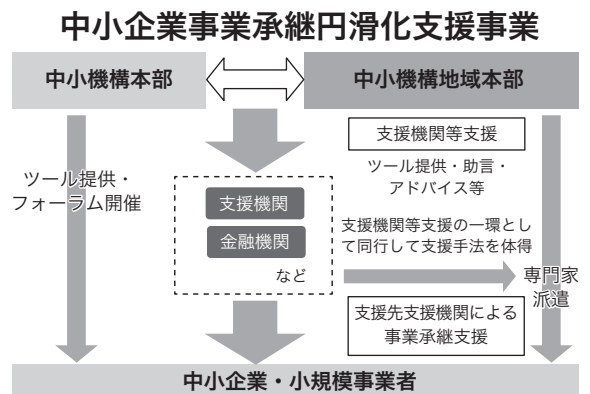 中小企業事業承継円滑化支援事業
中小機構本部
中小機構地域本部
支援機関等支援
ツール提供・助言・
アドバイス等
ツール提供・
フォーラム開催
支援機関
金融機関
など
支援機関等支援の一環とし
て同行して支援手法を体得
専門家
派遣
支援先支援機関による
事業承継支援
中小企業・小規模事業者